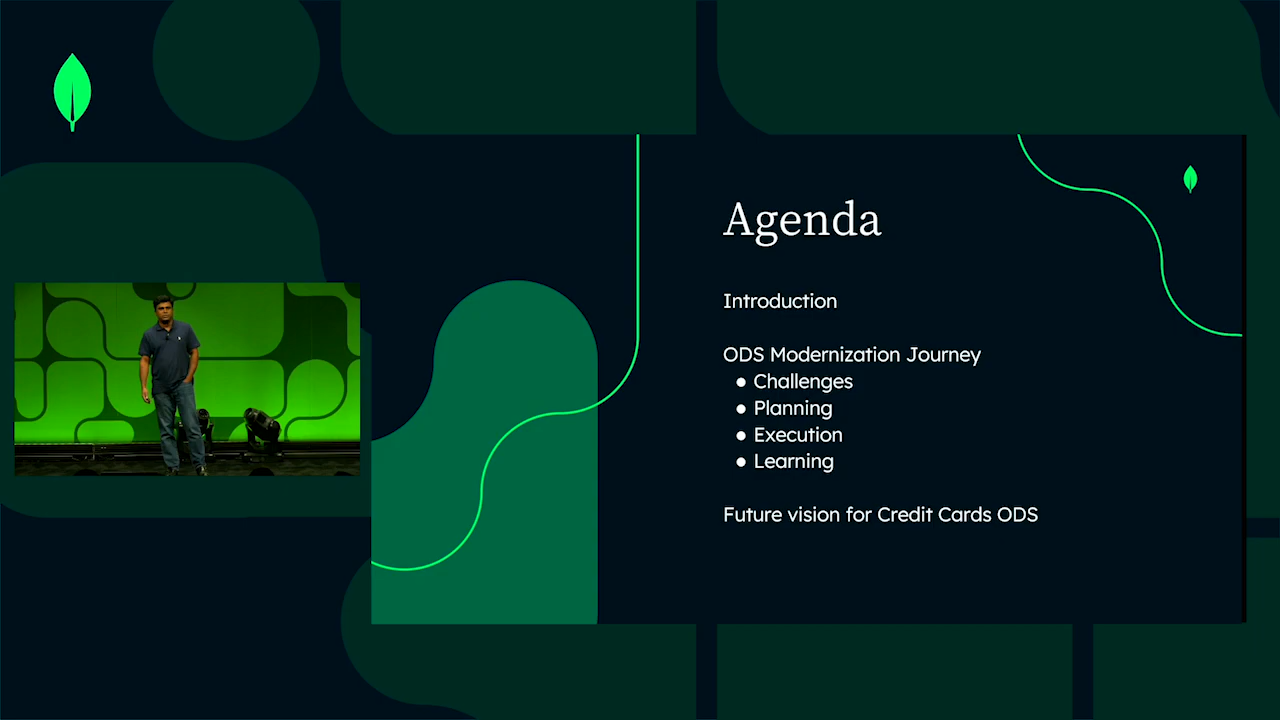 Agenda
Introduction
ODS Modernization Journey
● Challenges
● Planning
● Execution
● Learning
Future vision for Credit Cards ODS